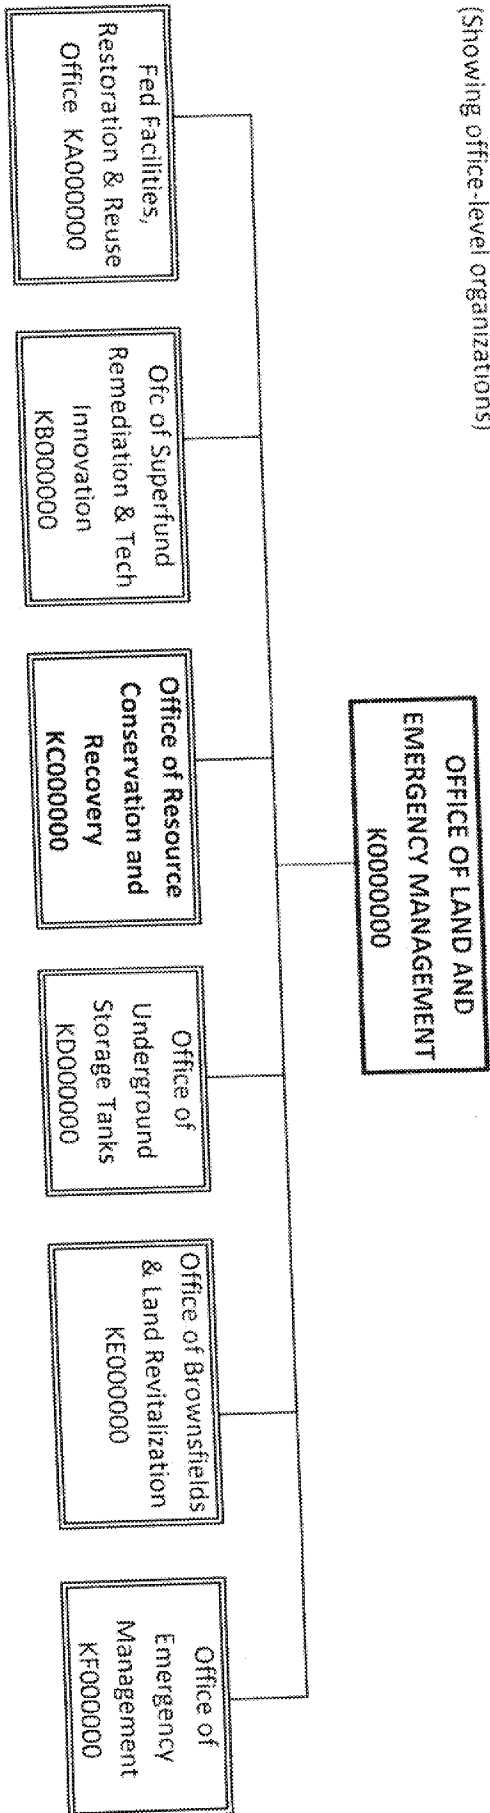 (Showing office-level organizations)
OFFICE OF LAND AND
EMERGENCY MANAGEMENT
K0000000
Fed Facilities,
Restoration & Reuse
Office KA000000
Ofc of Superfund
Remediation & Tech
Innovation
KB000000
Office of Resource
Conservation and
Recovery
KC000000
Office of
Underground
Storage Tanks
KD000000
Office of Brownsfields
& Land Revitalization
KE000000
Office of
Emergency
Management
KF000000